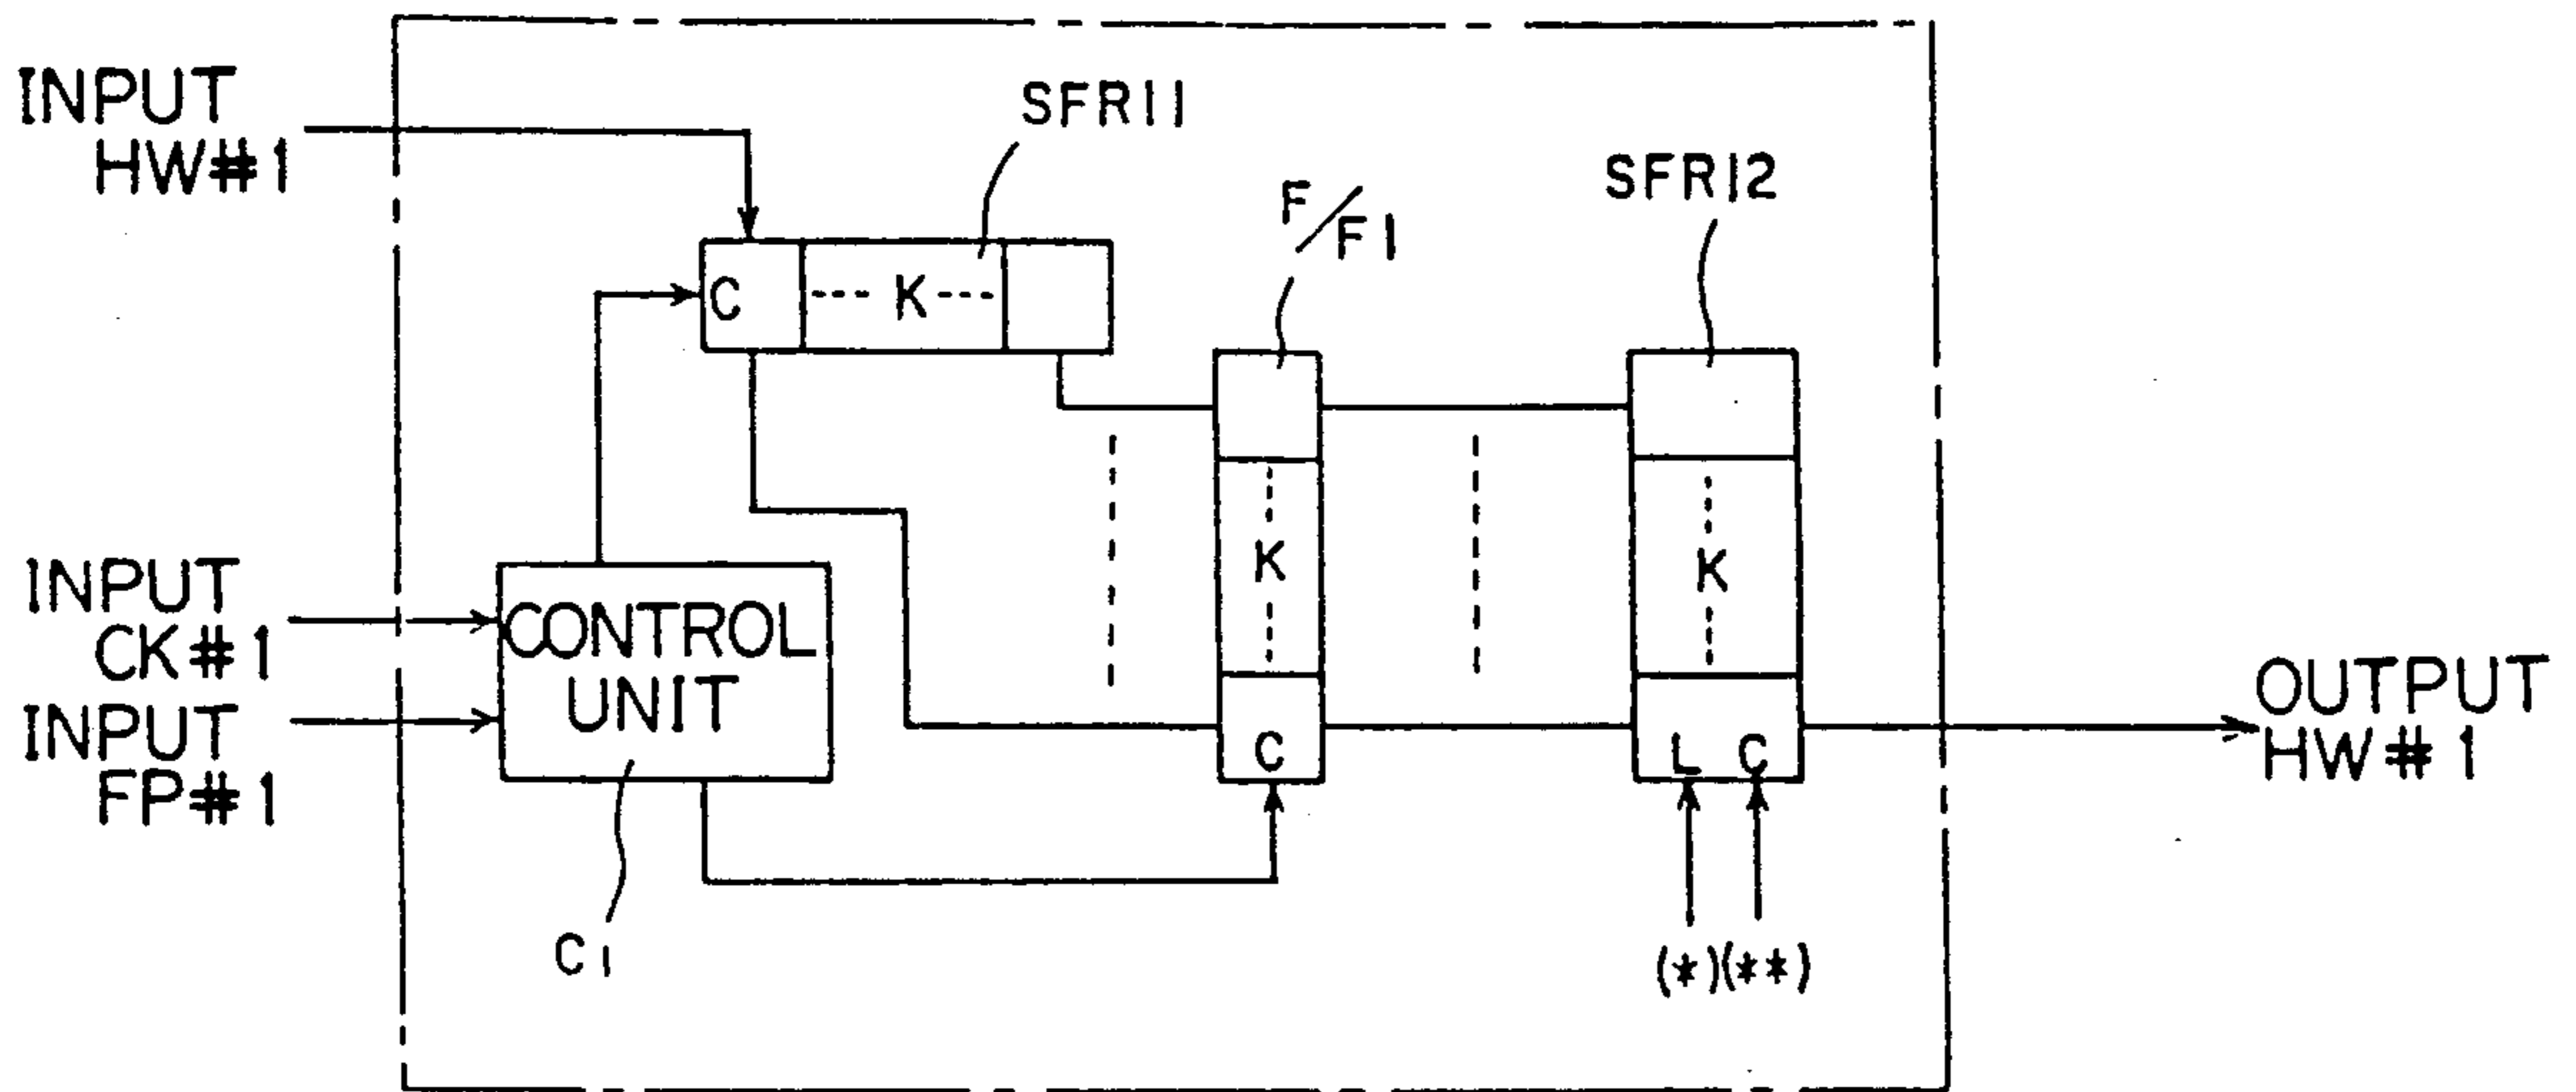 INPUT
HW#1
SFR11
F/F1
SFR12
C
K
K
K
INPUT
CK#1
INPUT
FP#1
CONTROL
UNIT
C
L C
OUTPUT
HW#1
C1
(*)(**)